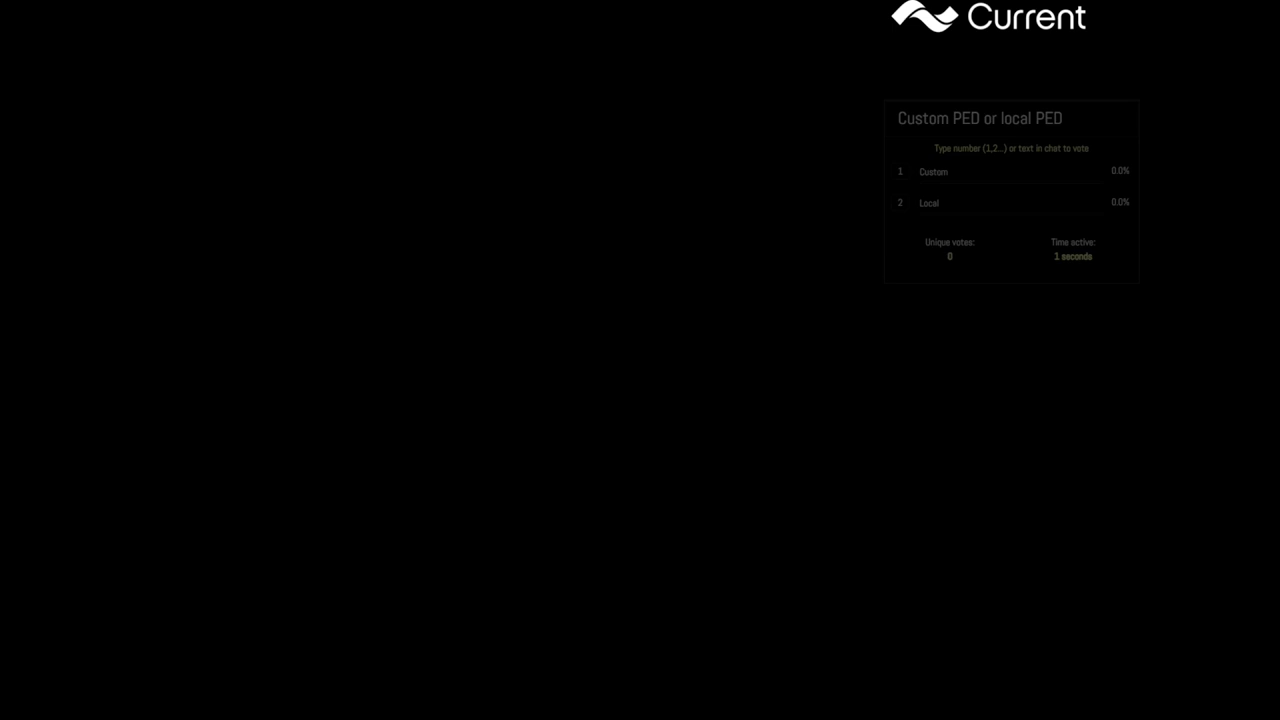 Current
Custom PED or local PED
Type number (1,2...) or text in chat to vote
1 Custom 0.0%
2 Local 0.0%
Unique votes: Time active:
0 1 seconds